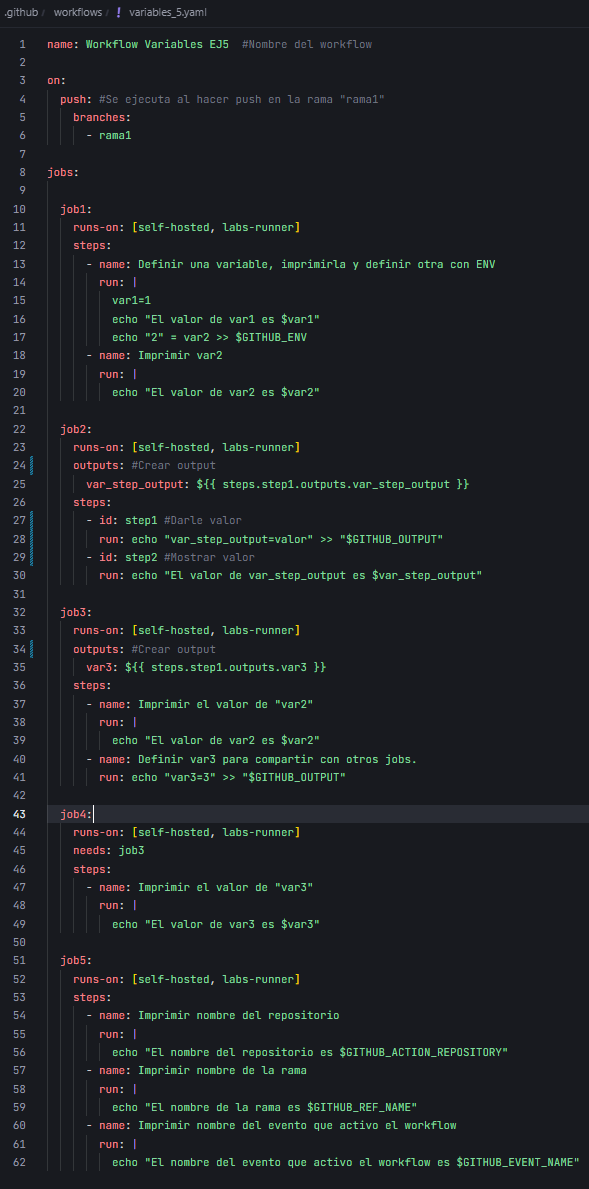 .github / workflows / ! variables_5.yaml
1 name: Workflow Variables EJ5  #Nombre del workflow
2
3 on:
4   push: #Se ejecuta al hacer push en la rama "rama1"
5     branches:
6       - rama1
7
8 jobs:
9
10   job1:
11     runs-on: [self-hosted, labs-runner]
12     steps:
13       - name: Definir una variable, imprimirla y definir otra con ENV
14         run: |
15           var1=1
16           echo "El valor de var1 es $var1"
17           echo "2" = var2 >> $GITHUB_ENV
18       - name: Imprimir var2
19         run: |
20           echo "El valor de var2 es $var2"
21
22   job2:
23     runs-on: [self-hosted, labs-runner]
24     outputs: #Crear output
25       var_step_output: ${{ steps.step1.outputs.var_step_output }}
26     steps:
27       - id: step1 #Darle valor
28         run: echo "var_step_output=valor" >> "$GITHUB_OUTPUT"
29       - id: step2 #Mostrar valor
30         run: echo "El valor de var_step_output es $var_step_output"
31
32   job3:
33     runs-on: [self-hosted, labs-runner]
34     outputs: #Crear output
35       var3: ${{ steps.step1.outputs.var3 }}
36     steps:
37       - name: Imprimir el valor de "var2"
38         run: |
39           echo "El valor de var2 es $var2"
40       - name: Definir var3 para compartir con otros jobs.
41         run: echo "var3=3" >> "$GITHUB_OUTPUT"
42
43   job4:
44     runs-on: [self-hosted, labs-runner]
45     needs: job3
46     steps:
47       - name: Imprimir el valor de "var3"
48         run: |
49           echo "El valor de var3 es $var3"
50
51   job5:
52     runs-on: [self-hosted, labs-runner]
53     steps:
54       - name: Imprimir nombre del repositorio
55         run: |
56           echo "El nombre del repositorio es $GITHUB_ACTION_REPOSITORY"
57       - name: Imprimir nombre de la rama
58         run: |
59           echo "El nombre de la rama es $GITHUB_REF_NAME"
60       - name: Imprimir nombre del evento que activo el workflow
61         run: |
62           echo "El nombre del evento que activo el workflow es $GITHUB_EVENT_NAME"